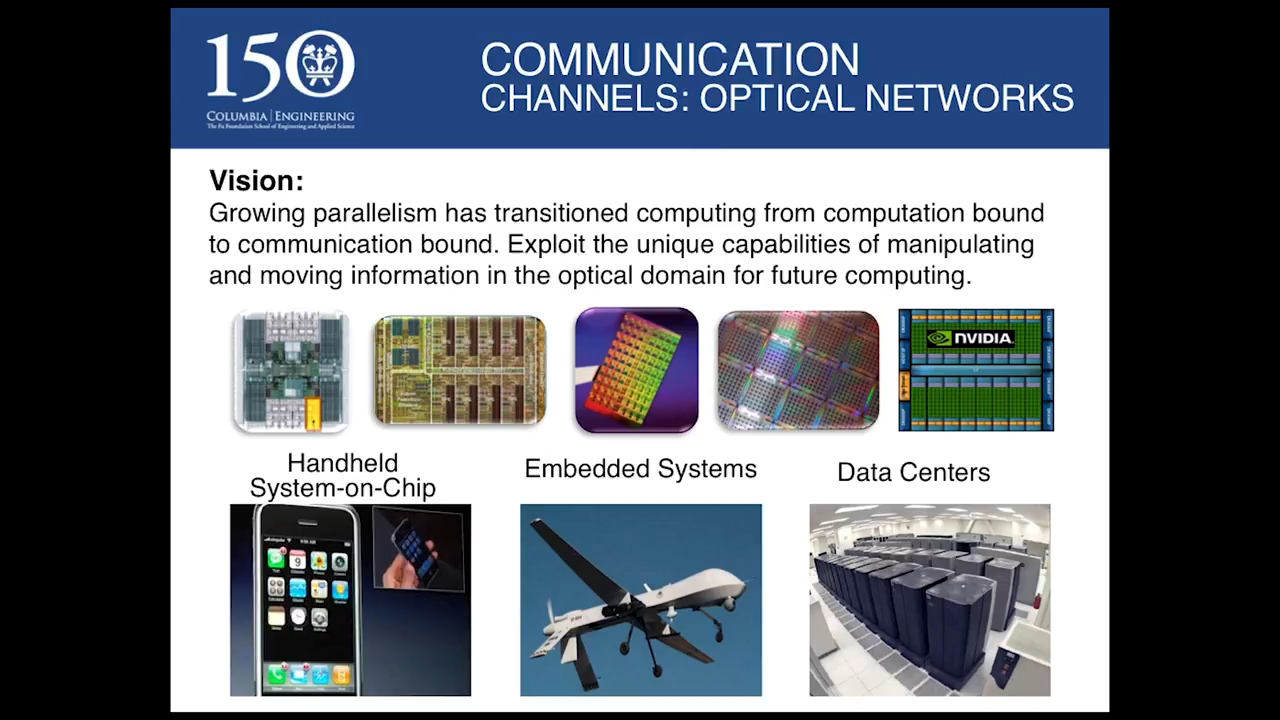 150
COLUMBIA | ENGINEERING
The Fu Foundation School of Engineering and Applied Science
COMMUNICATION
CHANNELS: OPTICAL NETWORKS
Vision:
Growing parallelism has transitioned computing from computation bound
to communication bound. Exploit the unique capabilities of manipulating
and moving information in the optical domain for future computing.
NVIDIA.
Handheld
System-on-Chip
Embedded Systems
Data Centers